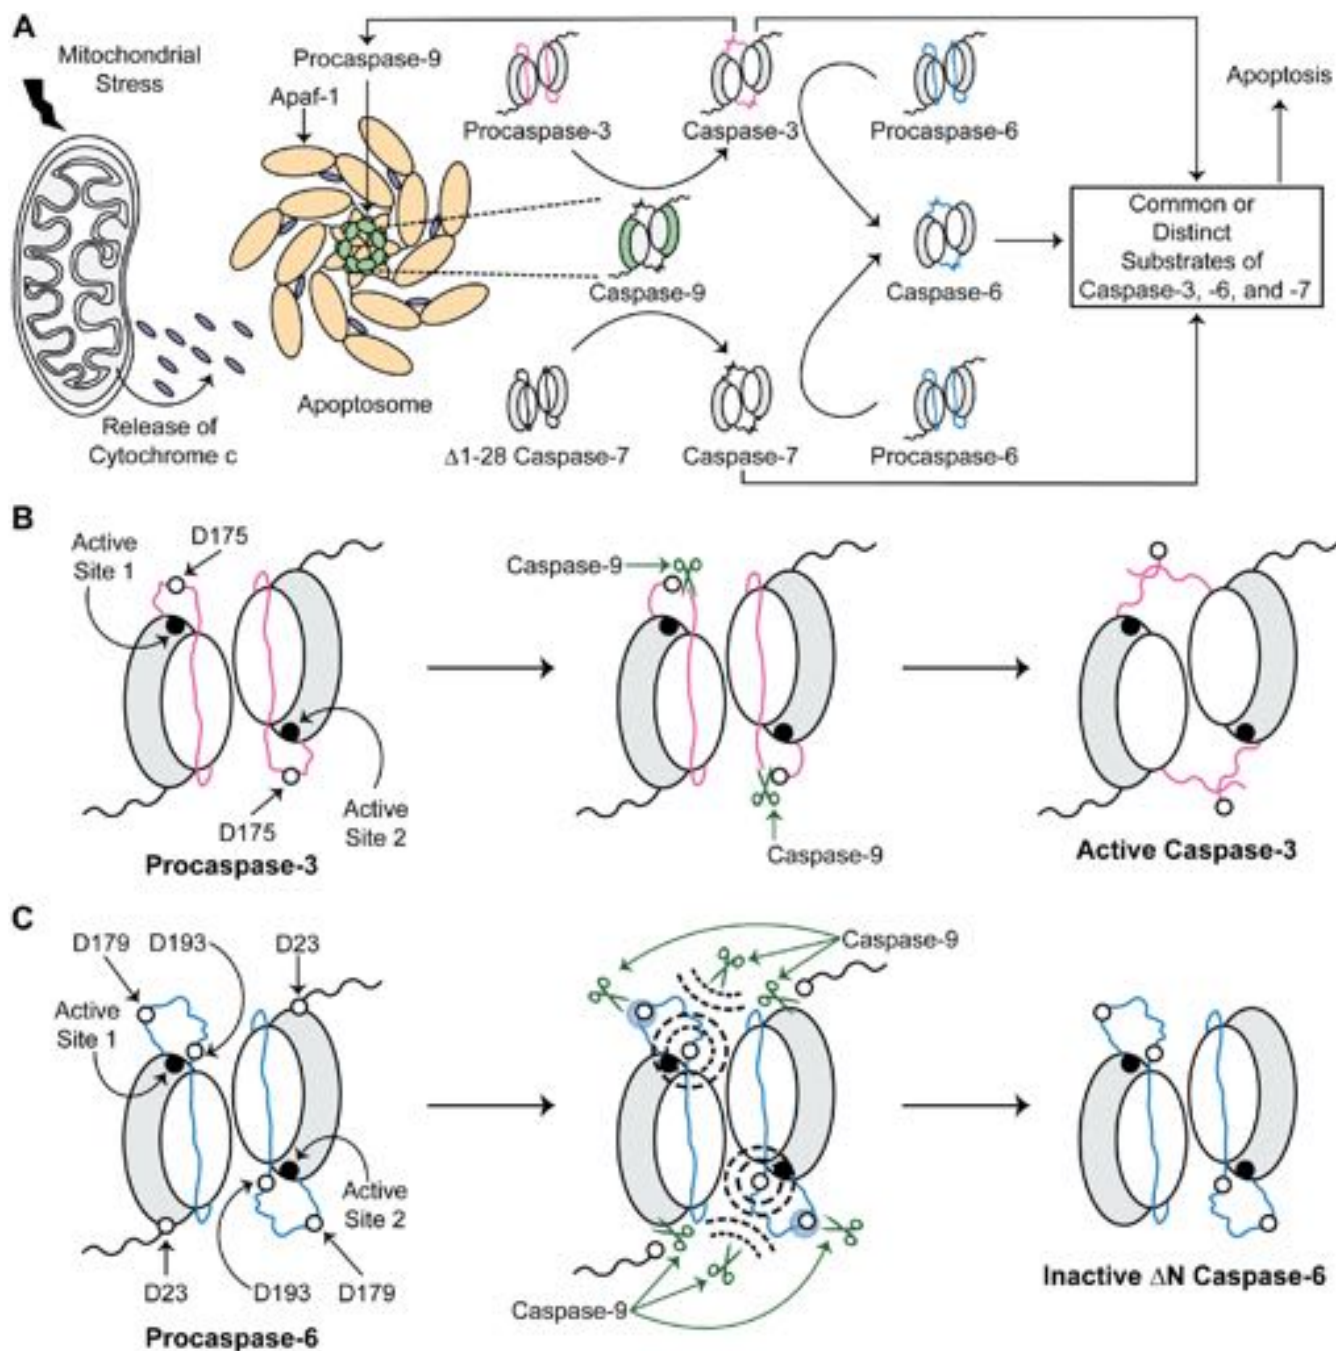 A
Mitochondrial
Stress
Procaspase-9
Apaf-1
Procaspase-3
Caspase-3
Procaspase-6
Apoptosis
Caspase-9
Caspase-6
Common or
Distinct
Substrates of
Caspase-3, -6, and -7
Release of
Cytochrome c
Apoptosome
Δ1-28 Caspase-7
Caspase-7
Procaspase-6
B
Active
Site 1
D175
D175
Active
Site 2
Procaspase-3
Caspase-9
Caspase-9
Active Caspase-3
C
D179
D193
D23
Active
Site 1
Active
Site 2
D23
D193
D179
Procaspase-6
Caspase-9
Caspase-9
Inactive ΔN Caspase-6